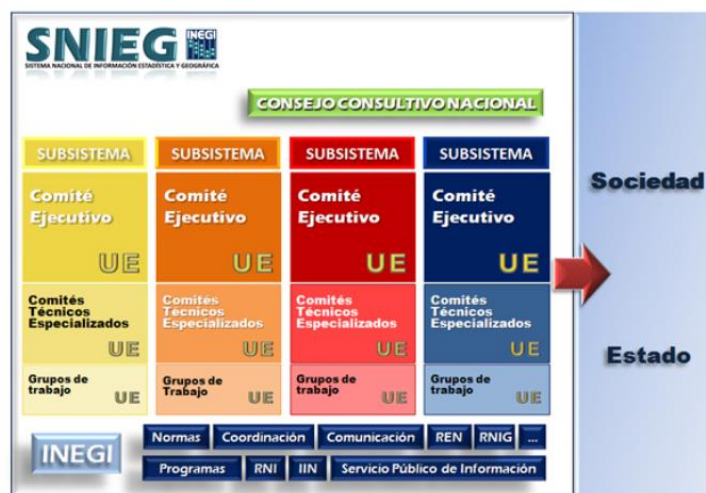 SNIEG INEGI
SISTEMA NACIONAL DE INFORMACIÓN ESTADÍSTICA Y GEOGRÁFICA
CONSEJO CONSULTIVO NACIONAL
SUBSISTEMA
Comité
Ejecutivo
UE
Comités
Técnicos
Especializados
UE
Grupos de
trabajo
UE
SUBSISTEMA
Comité
Ejecutivo
UE
Comités
Técnicos
Especializados
UE
Grupos de
Trabajo
UE
SUBSISTEMA
Comité
Ejecutivo
UE
Comités
Técnicos
Especializados
UE
Grupos de
trabajo
UE
SUBSISTEMA
Comité
Ejecutivo
UE
Comités
Técnicos
Especializados
UE
Grupos de
trabajo
UE
INEGI
Normas
Coordinación
Comunicación
REN
RNIG
...
Programas
RNI
IIN
Servicio Público de Información
Sociedad
Estado